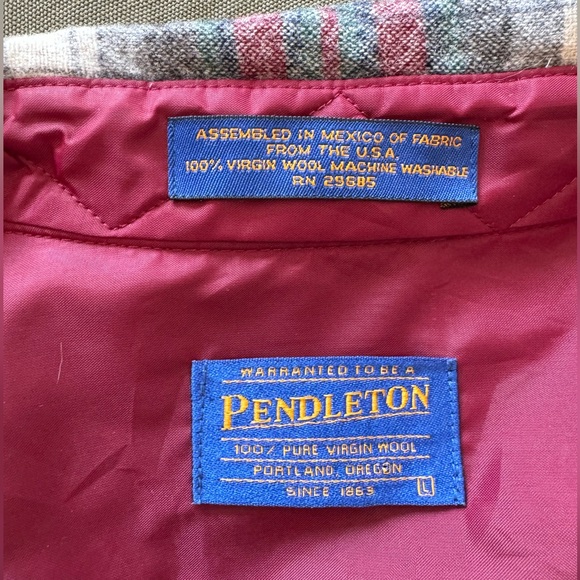 ASSEMBLED IN MEXICO OF FABRIC
FROM THE U.S.A.
100% VIRGIN WOOL MACHINE WASHABLE
RN 29685
WARRANTED TO BE A
PENDLETON
100% PURE VIRGIN WOOL
PORTLAND, OREGON
SINCE 1863 L